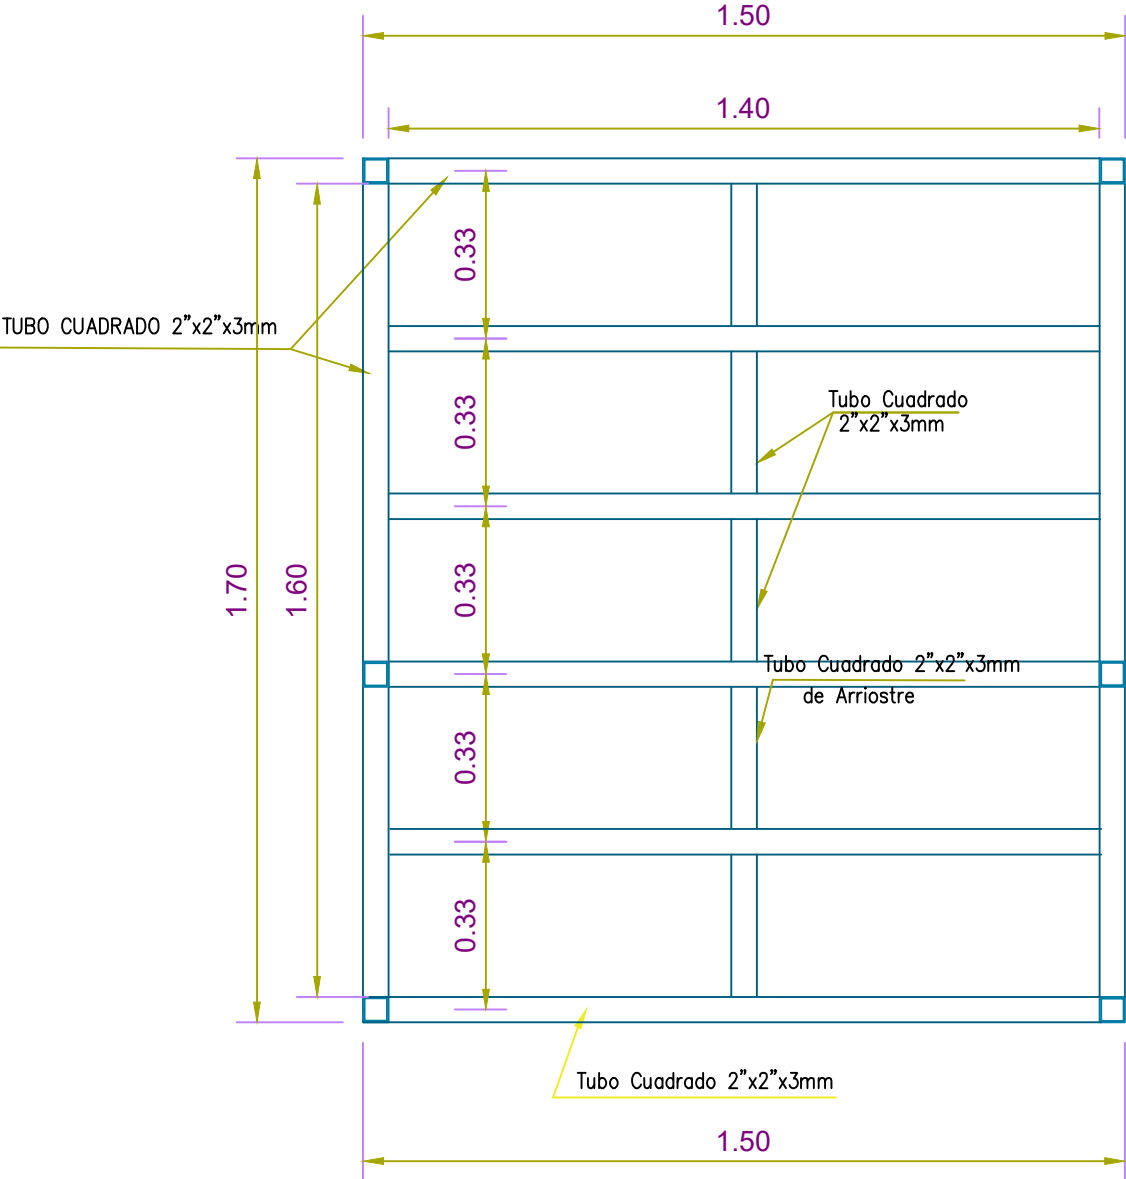 1.50
1.40
0.33
TUBO CUADRADO 2"x2"x3mm
0.33
Tubo Cuadrado
2"x2"x3mm
1.70
1.60
0.33
Tubo Cuadrado 2"x2"x3mm
de Arriostre
0.33
0.33
Tubo Cuadrado 2"x2"x3mm
1.50